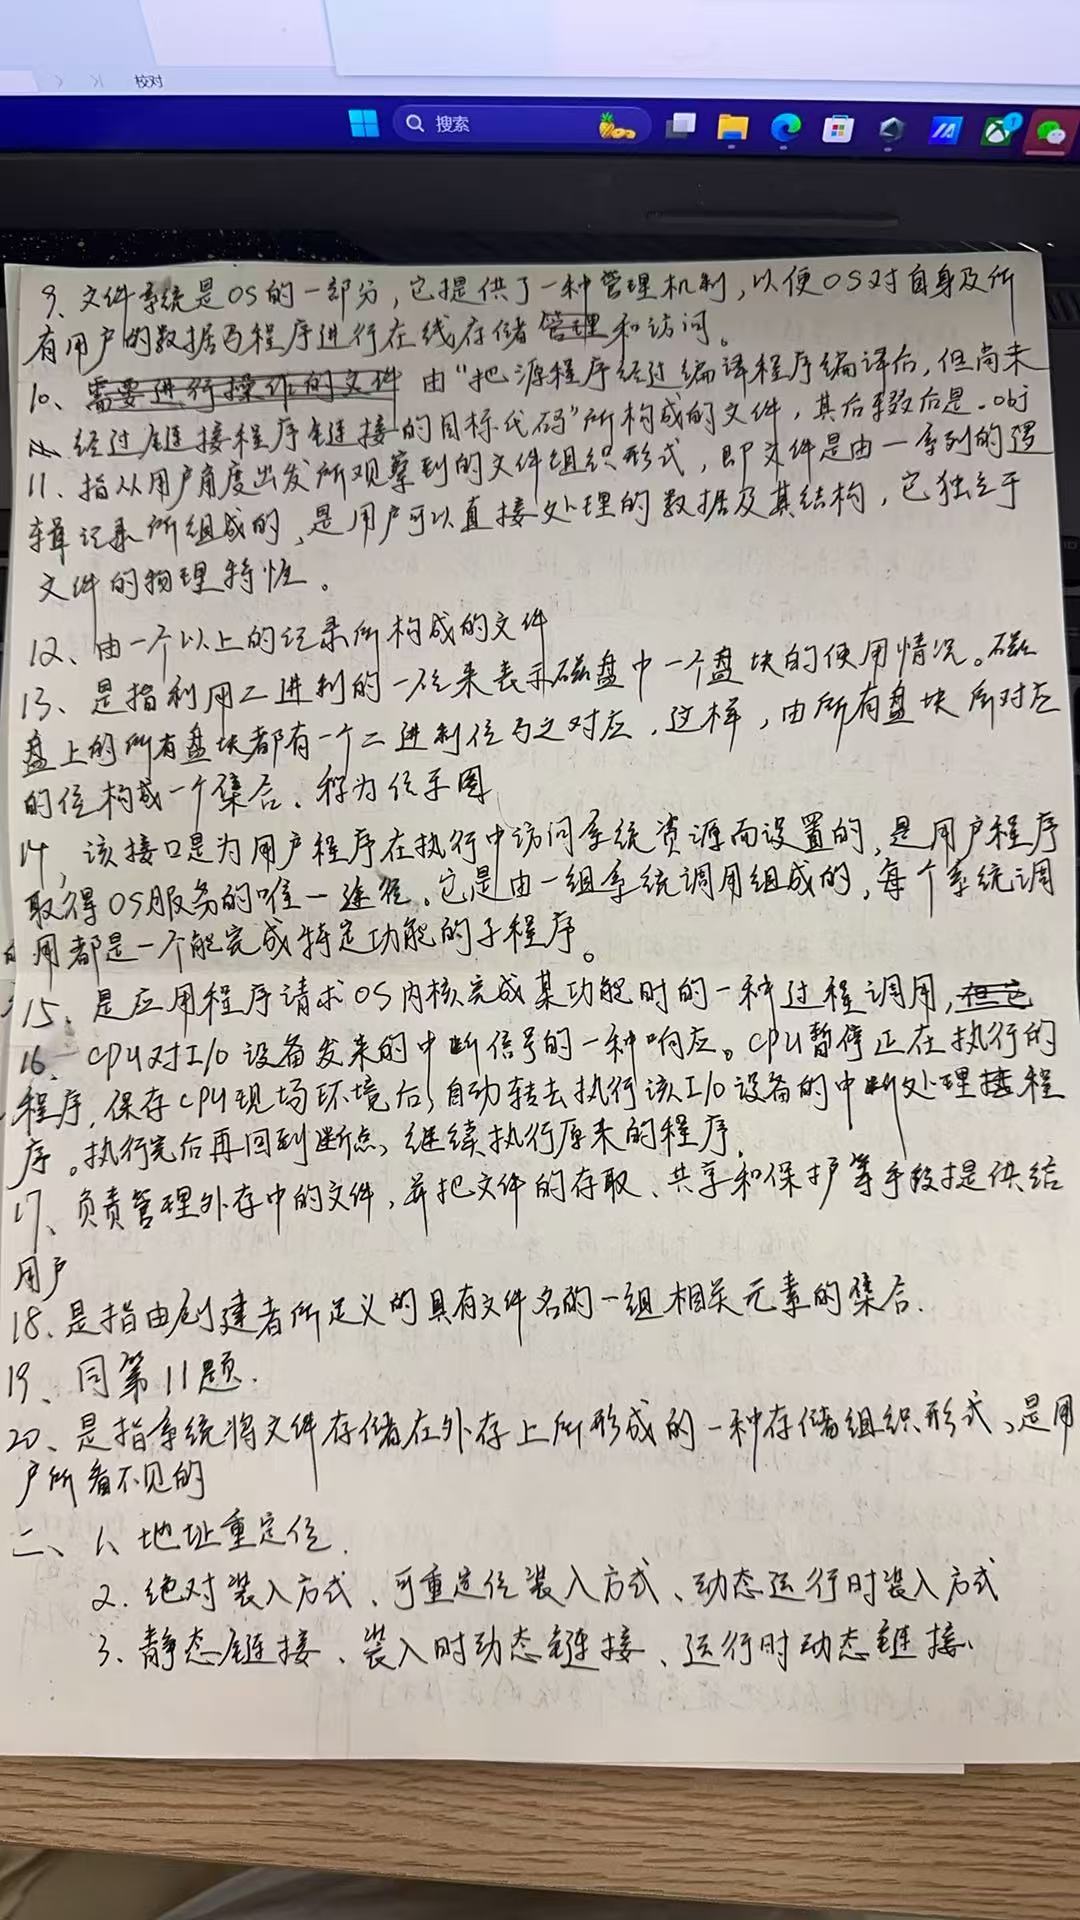 校对
搜索
9、文件系统是OS的一部分，它提供了一种管理机制，以便OS对自身及所
有用户的数据与程序进行在线存储管理和访问。
10、需要进行操作的文件 由“把源程序经过编译程序编译后，但尚未
经过链接程序链接的目标代码”所构成的文件，其后缀后是.obj
11、指从用户角度出发所观察到的文件组织形式，即文件是由一系列的逻
辑记录所组成的，是用户可以直接处理的数据及其结构，它独立于
文件的物理特性。
12、由一个以上的记录所构成的文件
13、是指利用二进制的一位来表示磁盘中一个盘块的使用情况。磁
盘上的所有盘块都有一个二进制位与之对应，这样，由所有盘块所对应
的位构成一个集合、称为位示图
14，该接口是为用户程序在执行中访问系统资源而设置的，是用户程序
取得OS服务的唯一途径。它是由一组系统调用组成的，每个系统调
用都是一个能完成特定功能的子程序。
15、是应用程序请求OS内核完成某功能时的一种过程调用，
16、CPU对I/O设备发来的中断信号的一种响应。CPU暂停正在执行的
程序，保存CPU现场环境后，自动转去执行该I/O设备的中断处理程
序。执行完后再回到断点、继续执行原来的程序，
17、负责管理外存中的文件，并把文件的存取、共享和保护等手段提供给
用户
18、是指由创建者所定义的具有文件名的一组相关元素的集合．
19、同第11题．
20、是指系统将文件存储在外存上所形成的一种存储组织形式、是用
户所看不见的
二、1、地址重定位．
2、绝对装入方式、可重定位装入方式、动态运行时装入方式
3、静态链接、装入时动态链接、运行时动态链接、